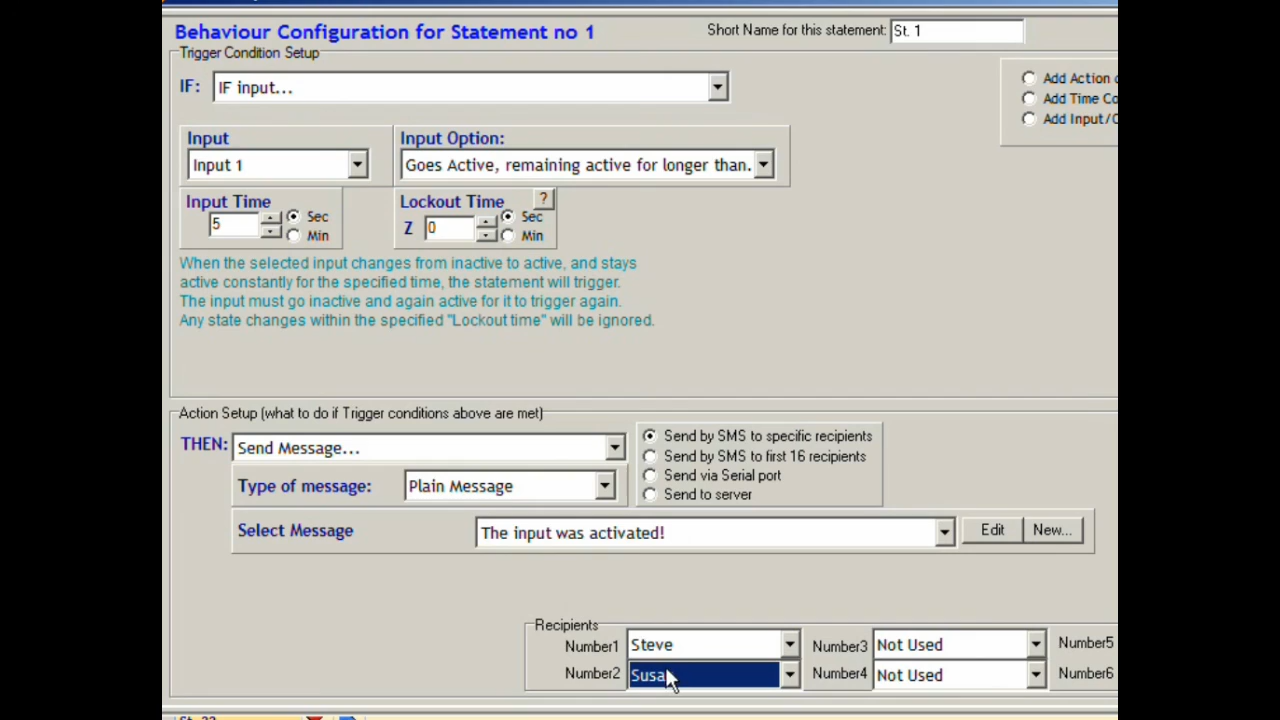 Behaviour Configuration for Statement no 1
Short Name for this statement: St. 1
Trigger Condition Setup
IF: IF input...
Add Action
Add Time
Add
Input
Input Option:
Input 1
Goes Active, remaining active for longer than.
Input Time
Lockout Time ?
5 Sec Min
Z 0 Sec Min
When the selected input changes from inactive to active, and stays
active constantly for the specified time, the statement will trigger.
The input must go inactive and again active for it to trigger again.
Any state changes within the specified "Lockout time" will be ignored.
Action Setup (what to do if Trigger conditions above are met)
THEN: Send Message...
Send by SMS to specific recipients
Send by SMS to first 16 recipients
Send via Serial port
Send to server
Type of message: Plain Message
Select Message The input was activated! Edit New...
Recipients
Number1 Steve Number3 Not Used Number5
Number2 Number4 Not Used Number6